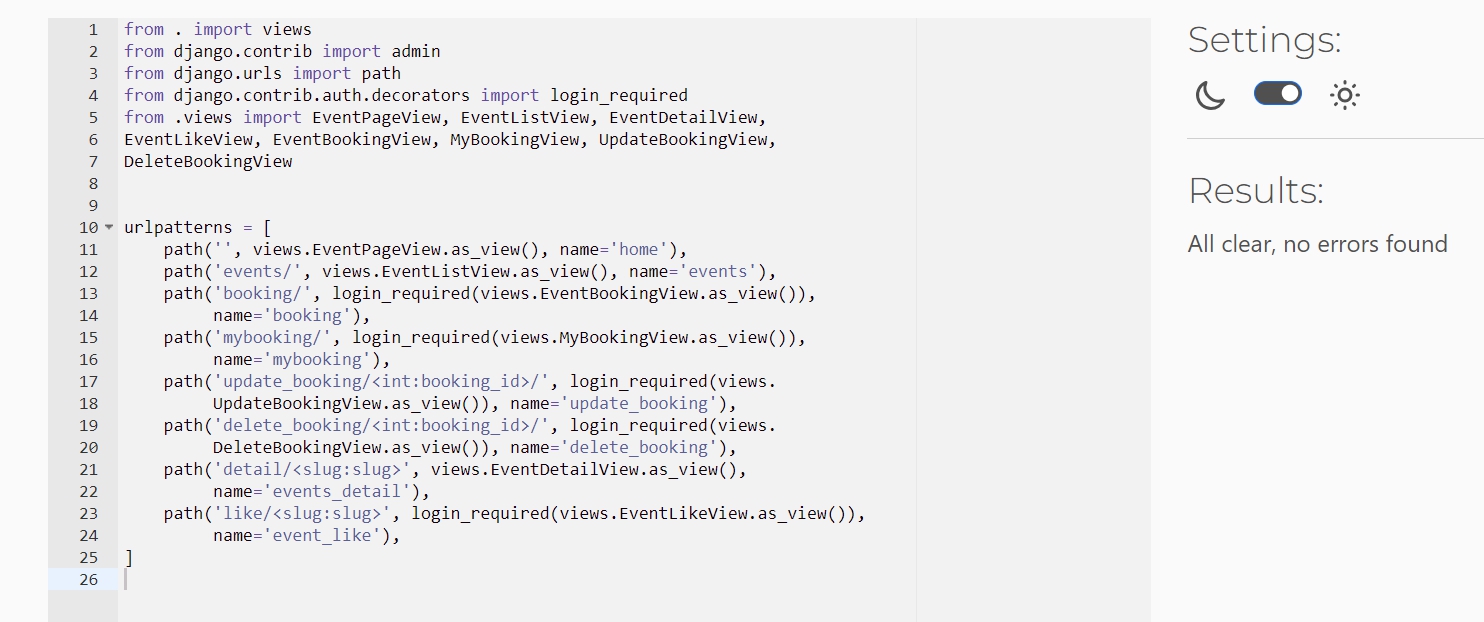 1 from . import views
2 from django.contrib import admin
3 from django.urls import path
4 from django.contrib.auth.decorators import login_required
5 from .views import EventPageView, EventListView, EventDetailView,
6 EventLikeView, EventBookingView, MyBookingView, UpdateBookingView,
7 DeleteBookingView
8
9
10 urlpatterns = [
11     path('', views.EventPageView.as_view(), name='home'),
12     path('events/', views.EventListView.as_view(), name='events'),
13     path('booking/', login_required(views.EventBookingView.as_view()),
14          name='booking'),
15     path('mybooking/', login_required(views.MyBookingView.as_view()),
16          name='mybooking'),
17     path('update_booking/<int:booking_id>/', login_required(views.
18          UpdateBookingView.as_view()), name='update_booking'),
19     path('delete_booking/<int:booking_id>/', login_required(views.
20          DeleteBookingView.as_view()), name='delete_booking'),
21     path('detail/<slug:slug>', views.EventDetailView.as_view(),
22          name='events_detail'),
23     path('like/<slug:slug>', login_required(views.EventLikeView.as_view()),
24          name='event_like'),
25 ]
26
Settings:
Results:
All clear, no errors found